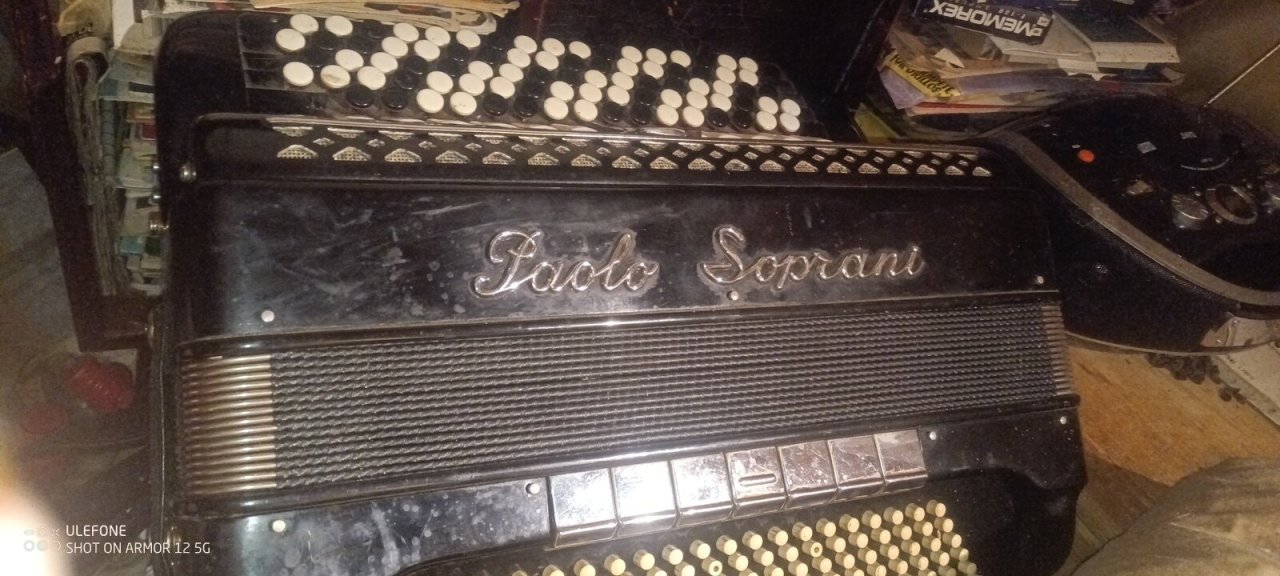 MEMOREX
Paolo Soprani
ULEFONE
SHOT ON ARMOR 12 5G